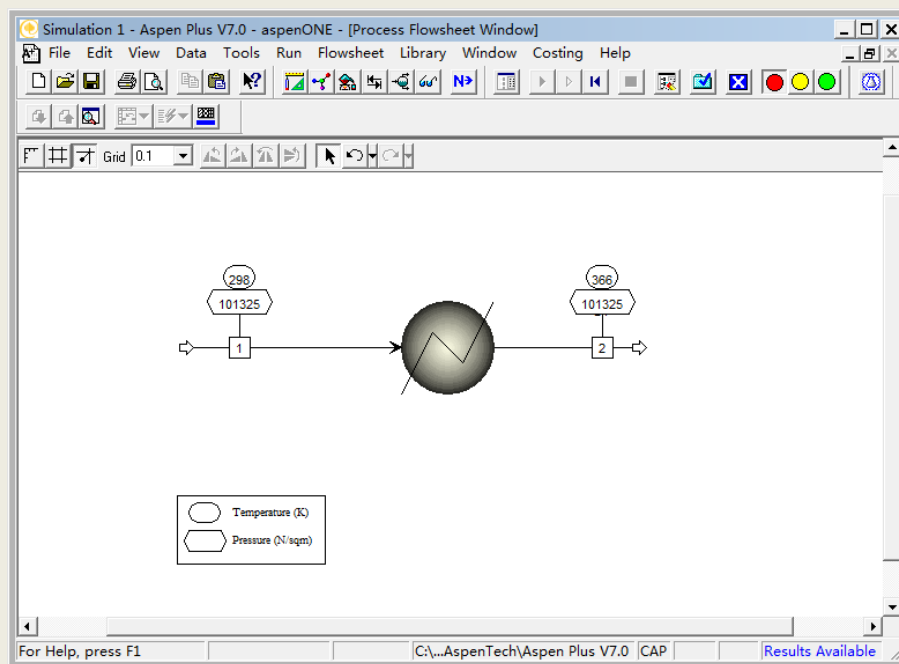 Simulation 1 - Aspen Plus V7.0 - aspenONE - [Process Flowsheet Window]
File Edit View Data Tools Run Flowsheet Library Window Costing Help
N
Grid 0.1
298 366
101325 101325
1 2
Temperature (K)
Pressure (N/sqm)
For Help, press F1 C:\...AspenTech\Aspen Plus V7.0 CAP Results Available